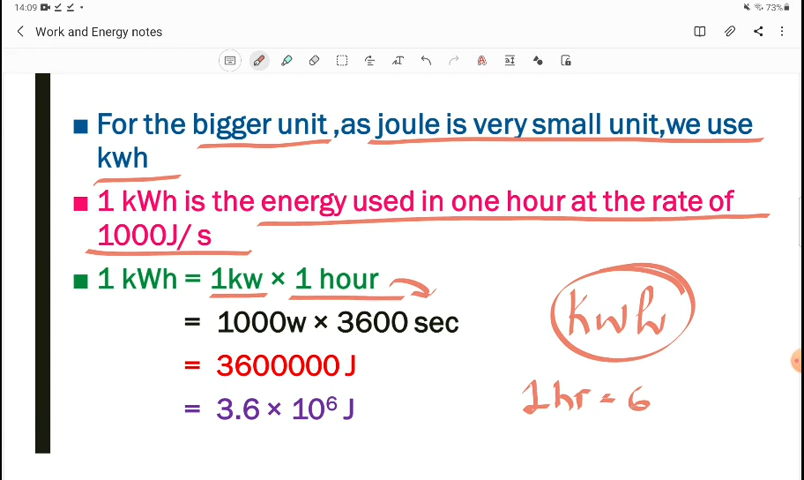 14:09
73%
Work and Energy notes
■ For the bigger unit ,as joule is very small unit,we use
kwh
■ 1 kWh is the energy used in one hour at the rate of
1000J/ s
■ 1 kWh = 1kw × 1 hour
= 1000w × 3600 sec
= 3600000 J
= 3.6 × 10⁶ J
kwh
1hr = 6